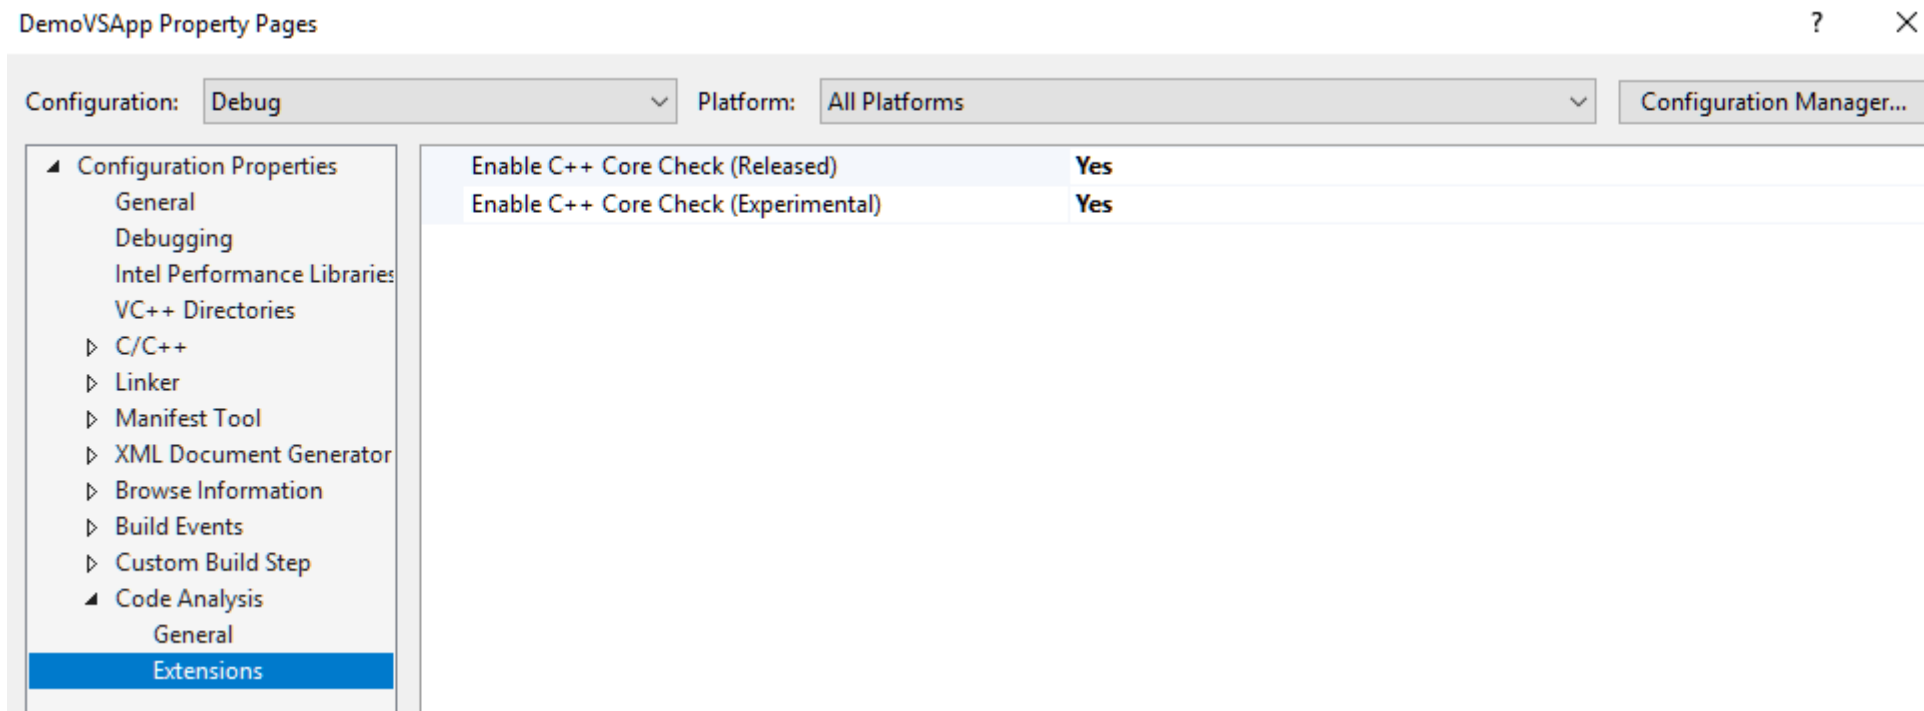 DemoVSApp Property Pages ?
Configuration: Debug Platform: All Platforms Configuration Manager...
Configuration Properties
General
Debugging
Intel Performance Libraries
VC++ Directories
C/C++
Linker
Manifest Tool
XML Document Generator
Browse Information
Build Events
Custom Build Step
Code Analysis
General
Extensions
Enable C++ Core Check (Released) Yes
Enable C++ Core Check (Experimental) Yes